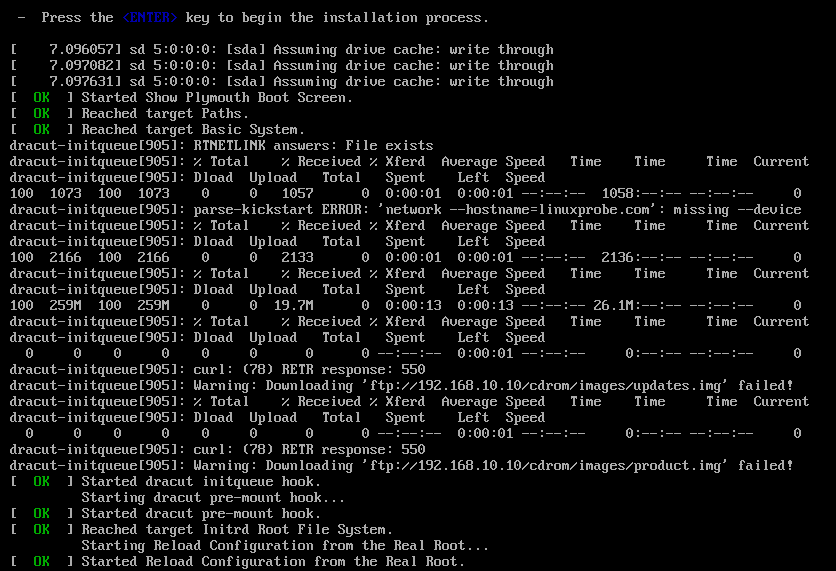 -  Press the <ENTER> key to begin the installation process.
[    7.096057] sd 5:0:0:0: [sda] Assuming drive cache: write through
[    7.097082] sd 5:0:0:0: [sda] Assuming drive cache: write through
[    7.097631] sd 5:0:0:0: [sda] Assuming drive cache: write through
[  OK  ] Started Show Plymouth Boot Screen.
[  OK  ] Reached target Paths.
[  OK  ] Reached target Basic System.
dracut-initqueue[905]: RTNETLINK answers: File exists
dracut-initqueue[905]: % Total    % Received % Xferd  Average Speed   Time    Time     Time  Current
dracut-initqueue[905]: Dload  Upload   Total   Spent    Left  Speed
100  1073  100  1073    0     0   1057      0  0:00:01  0:00:01 --:--:--  1058:--:-- --:--:--     0
dracut-initqueue[905]: parse-kickstart ERROR: 'network --hostname=linuxprobe.com': missing --device
dracut-initqueue[905]: % Total    % Received % Xferd  Average Speed   Time    Time     Time  Current
dracut-initqueue[905]: Dload  Upload   Total   Spent    Left  Speed
100  2166  100  2166    0     0   2133      0  0:00:01  0:00:01 --:--:--  2136:--:-- --:--:--     0
dracut-initqueue[905]: % Total    % Received % Xferd  Average Speed   Time    Time     Time  Current
dracut-initqueue[905]: Dload  Upload   Total   Spent    Left  Speed
100  259M  100  259M    0     0  19.7M      0  0:00:13  0:00:13 --:--:-- 26.1M:--:-- --:--:--     0
dracut-initqueue[905]: % Total    % Received % Xferd  Average Speed   Time    Time     Time  Current
dracut-initqueue[905]: Dload  Upload   Total   Spent    Left  Speed
0     0    0     0    0     0      0      0 --:--:--  0:00:01 --:--:--     0:--:-- --:--:--     0
dracut-initqueue[905]: curl: (78) RETR response: 550
dracut-initqueue[905]: Warning: Downloading 'ftp://192.168.10.10/cdrom/images/updates.img' failed!
dracut-initqueue[905]: % Total    % Received % Xferd  Average Speed   Time    Time     Time  Current
dracut-initqueue[905]: Dload  Upload   Total   Spent    Left  Speed
0     0    0     0    0     0      0      0 --:--:--  0:00:01 --:--:--     0:--:-- --:--:--     0
dracut-initqueue[905]: curl: (78) RETR response: 550
dracut-initqueue[905]: Warning: Downloading 'ftp://192.168.10.10/cdrom/images/product.img' failed!
[  OK  ] Started dracut initqueue hook.
Starting dracut pre-mount hook...
[  OK  ] Started dracut pre-mount hook.
[  OK  ] Reached target Initrd Root File System.
Starting Reload Configuration from the Real Root...
[  OK  ] Started Reload Configuration from the Real Root.